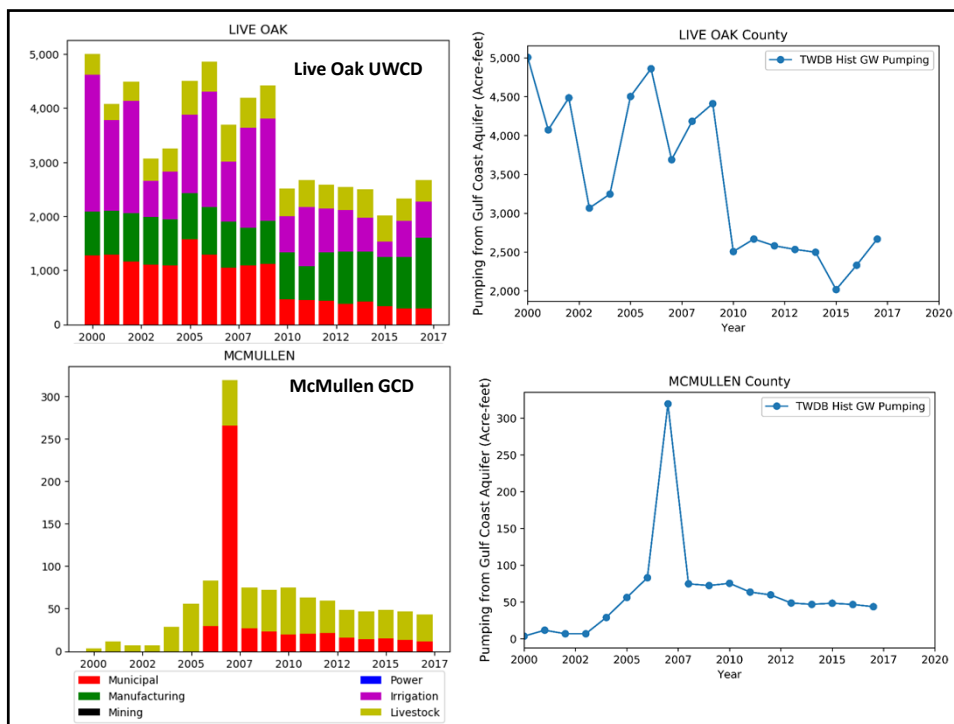 LIVE OAK
Live Oak UWCD
5,000
4,000
3,000
2,000
1,000
0
2000 2002 2005 2007 2010 2012 2015 2017
LIVE OAK County
TWDB Hist GW Pumping
Pumping from Gulf Coast Aquifer (Acre-feet)
5,000
4,500
4,000
3,500
3,000
2,500
2,000
2000 2002 2005 2007 2010 2012 2015 2017 2020
Year
MCMULLEN
McMullen GCD
300
250
200
150
100
50
0
2000 2002 2005 2007 2010 2012 2015 2017
Municipal
Manufacturing
Mining
Power
Irrigation
Livestock
MCMULLEN County
TWDB Hist GW Pumping
Pumping from Gulf Coast Aquifer (Acre-feet)
300
250
200
150
100
50
0
2000 2002 2005 2007 2010 2012 2015 2017 2020
Year